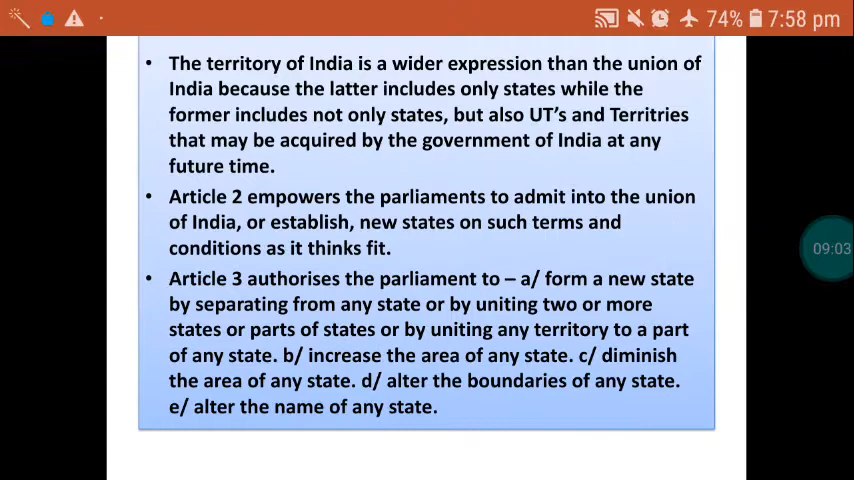 74% 7:58 pm
• The territory of India is a wider expression than the union of
India because the latter includes only states while the
former includes not only states, but also UT's and Territries
that may be acquired by the government of India at any
future time.
• Article 2 empowers the parliaments to admit into the union
of India, or establish, new states on such terms and
conditions as it thinks fit.
09:03
• Article 3 authorises the parliament to – a/ form a new state
by separating from any state or by uniting two or more
states or parts of states or by uniting any territory to a part
of any state. b/ increase the area of any state. c/ diminish
the area of any state. d/ alter the boundaries of any state.
e/ alter the name of any state.